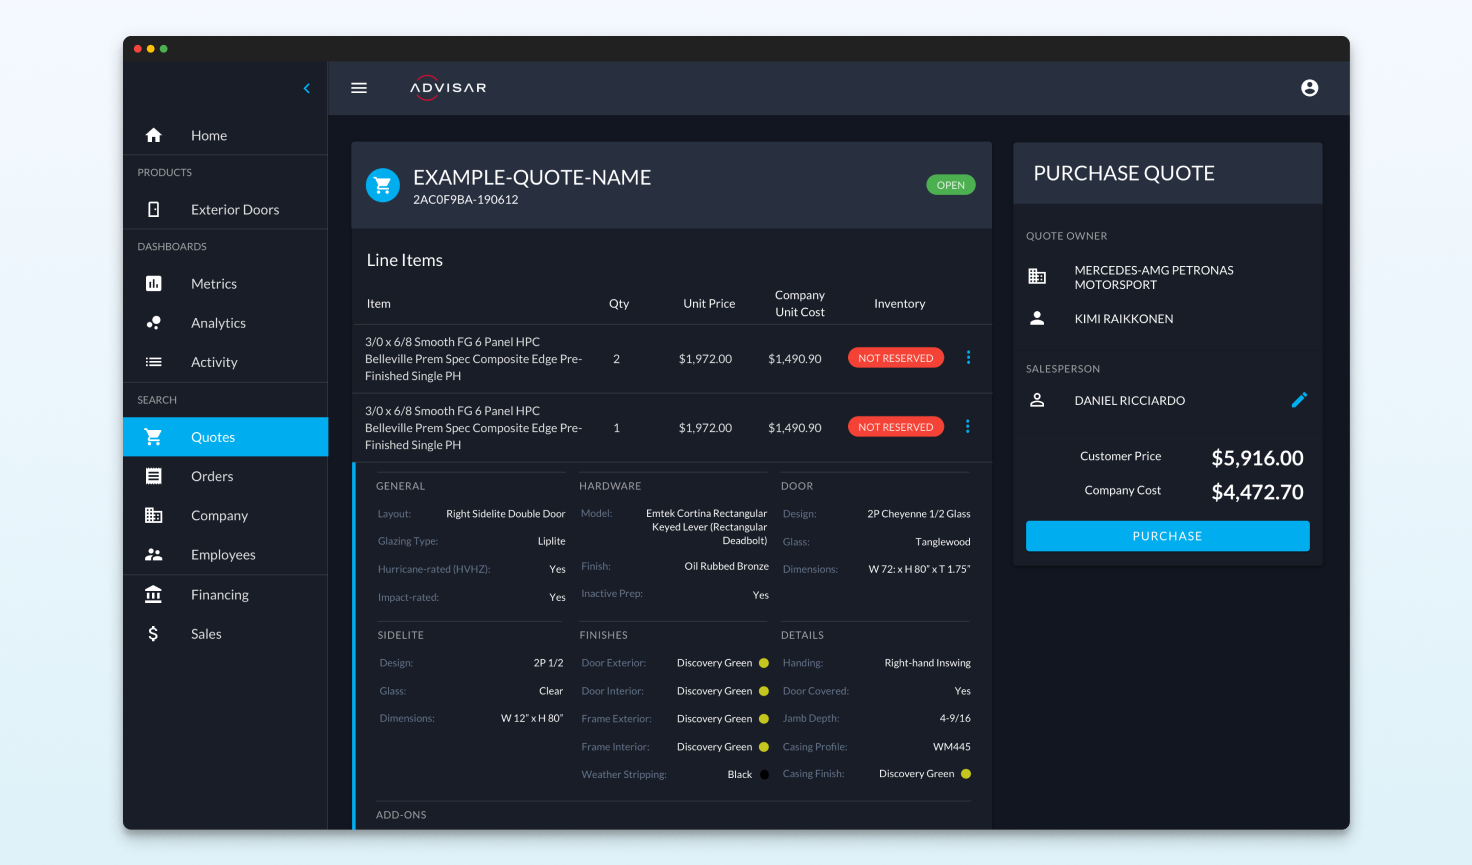 ADVISAR
Home
PRODUCTS
Exterior Doors
DASHBOARDS
Metrics
Analytics
Activity
SEARCH
Quotes
Orders
Company
Employees
Financing
Sales
EXAMPLE-QUOTE-NAME
2AC0F9BA-190612
OPEN
Line Items
Item
Qty
Unit Price
Company
Unit Cost
Inventory
3/0 x 6/8 Smooth FG 6 Panel HPC
Belleville Prem Spec Composite Edge Pre-
Finished Single PH
2
$1,972.00
$1,490.90
NOT RESERVED
3/0 x 6/8 Smooth FG 6 Panel HPC
Belleville Prem Spec Composite Edge Pre-
Finished Single PH
1
$1,972.00
$1,490.90
NOT RESERVED
GENERAL
Layout: Right Sidelite Double Door
Glazing Type: Liplite
Hurricane-rated (HVHZ): Yes
Impact-rated: Yes
HARDWARE
Model: Emtek Cortina Rectangular
Keyed Lever (Rectangular
Deadbolt)
Finish: Oil Rubbed Bronze
Inactive Prep: Yes
DOOR
Design: 2P Cheyenne 1/2 Glass
Glass: Tanglewood
Dimensions: W 72: x H 80" x T 1.75"
SIDELITE
Design: 2P 1/2
Glass: Clear
Dimensions: W 12" x H 80"
FINISHES
Door Exterior: Discovery Green
Door Interior: Discovery Green
Frame Exterior: Discovery Green
Frame Interior: Discovery Green
Weather Stripping: Black
DETAILS
Handing: Right-hand Inswing
Door Covered: Yes
Jamb Depth: 4-9/16
Casing Profile: WM445
Casing Finish: Discovery Green
ADD-ONS
PURCHASE QUOTE
QUOTE OWNER
MERCEDES-AMG PETRONAS
MOTORSPORT
KIMI RAIKKONEN
SALESPERSON
DANIEL RICCIARDO
Customer Price $5,916.00
Company Cost $4,472.70
PURCHASE